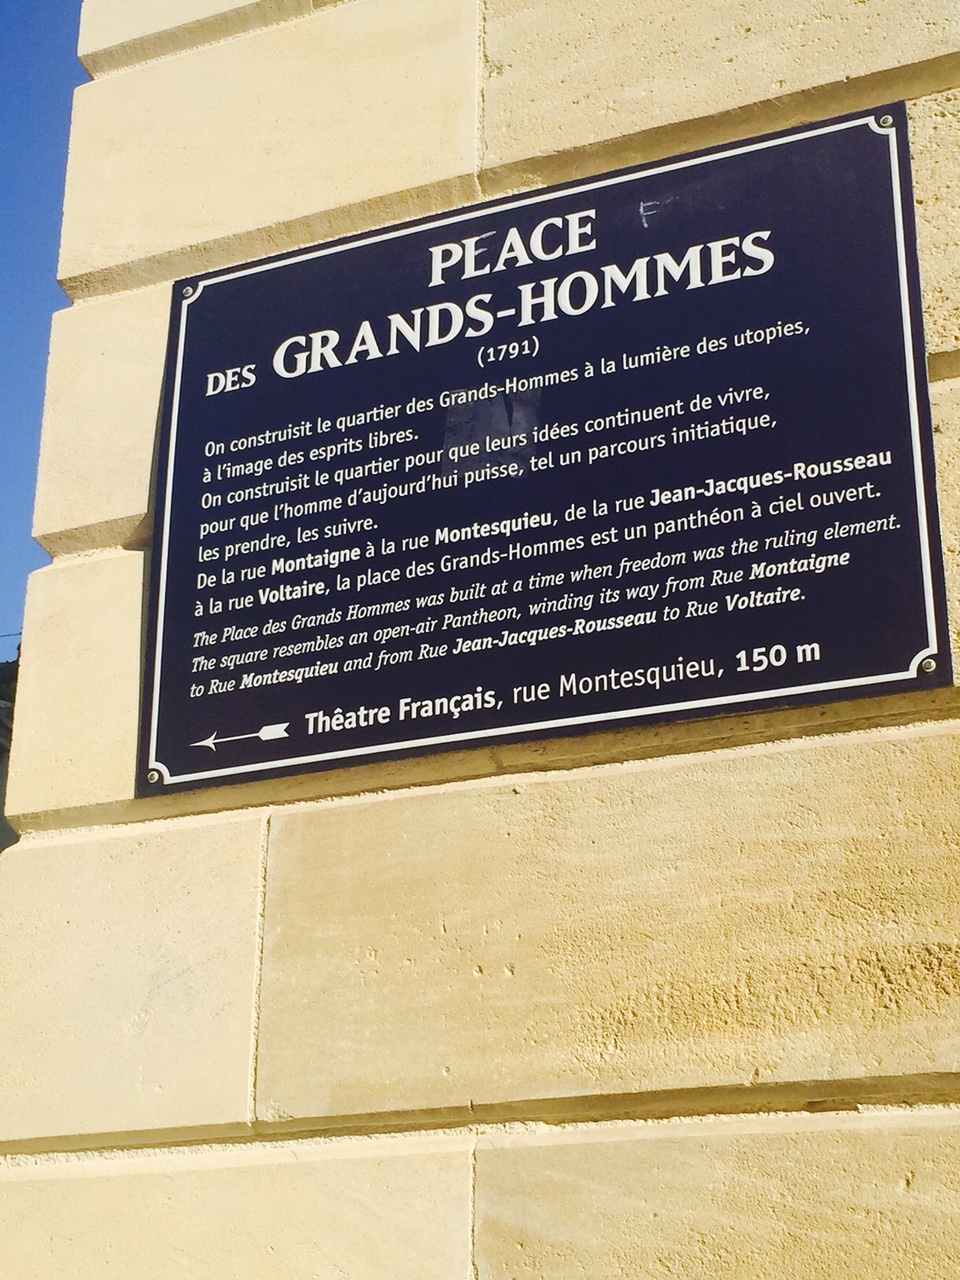 PLACE
DES GRANDS-HOMMES
(1791)
On construisit le quartier des Grands-Hommes à la lumière des utopies,
à l'image des esprits libres.
On construisit le quartier pour que leurs idées continuent de vivre,
pour que l'homme d'aujourd'hui puisse, tel un parcours initiatique,
les prendre, les suivre.
De la rue Montaigne à la rue Montesquieu, de la rue Jean-Jacques-Rousseau
à la rue Voltaire, la place des Grands-Hommes est un panthéon à ciel ouvert.
The Place des Grands Hommes was built at a time when freedom was the ruling element.
The square resembles an open-air Pantheon, winding its way from Rue Montaigne
to Rue Montesquieu and from Rue Jean-Jacques-Rousseau to Rue Voltaire.
Théatre Français, rue Montesquieu, 150 m